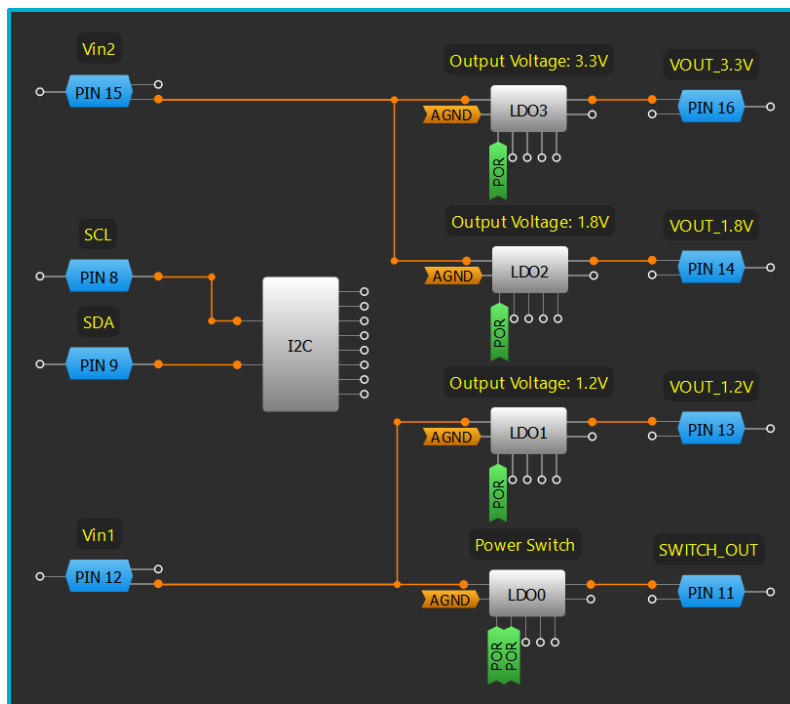 Vin2
PIN 15
Output Voltage: 3.3V
AGND
LDO3
POR
VOUT_3.3V
PIN 16
SCL
PIN 8
Output Voltage: 1.8V
AGND
LDO2
POR
VOUT_1.8V
PIN 14
SDA
PIN 9
I2C
Output Voltage: 1.2V
AGND
LDO1
POR
VOUT_1.2V
PIN 13
Vin1
PIN 12
Power Switch
AGND
LDO0
POR
POR
SWITCH_OUT
PIN 11